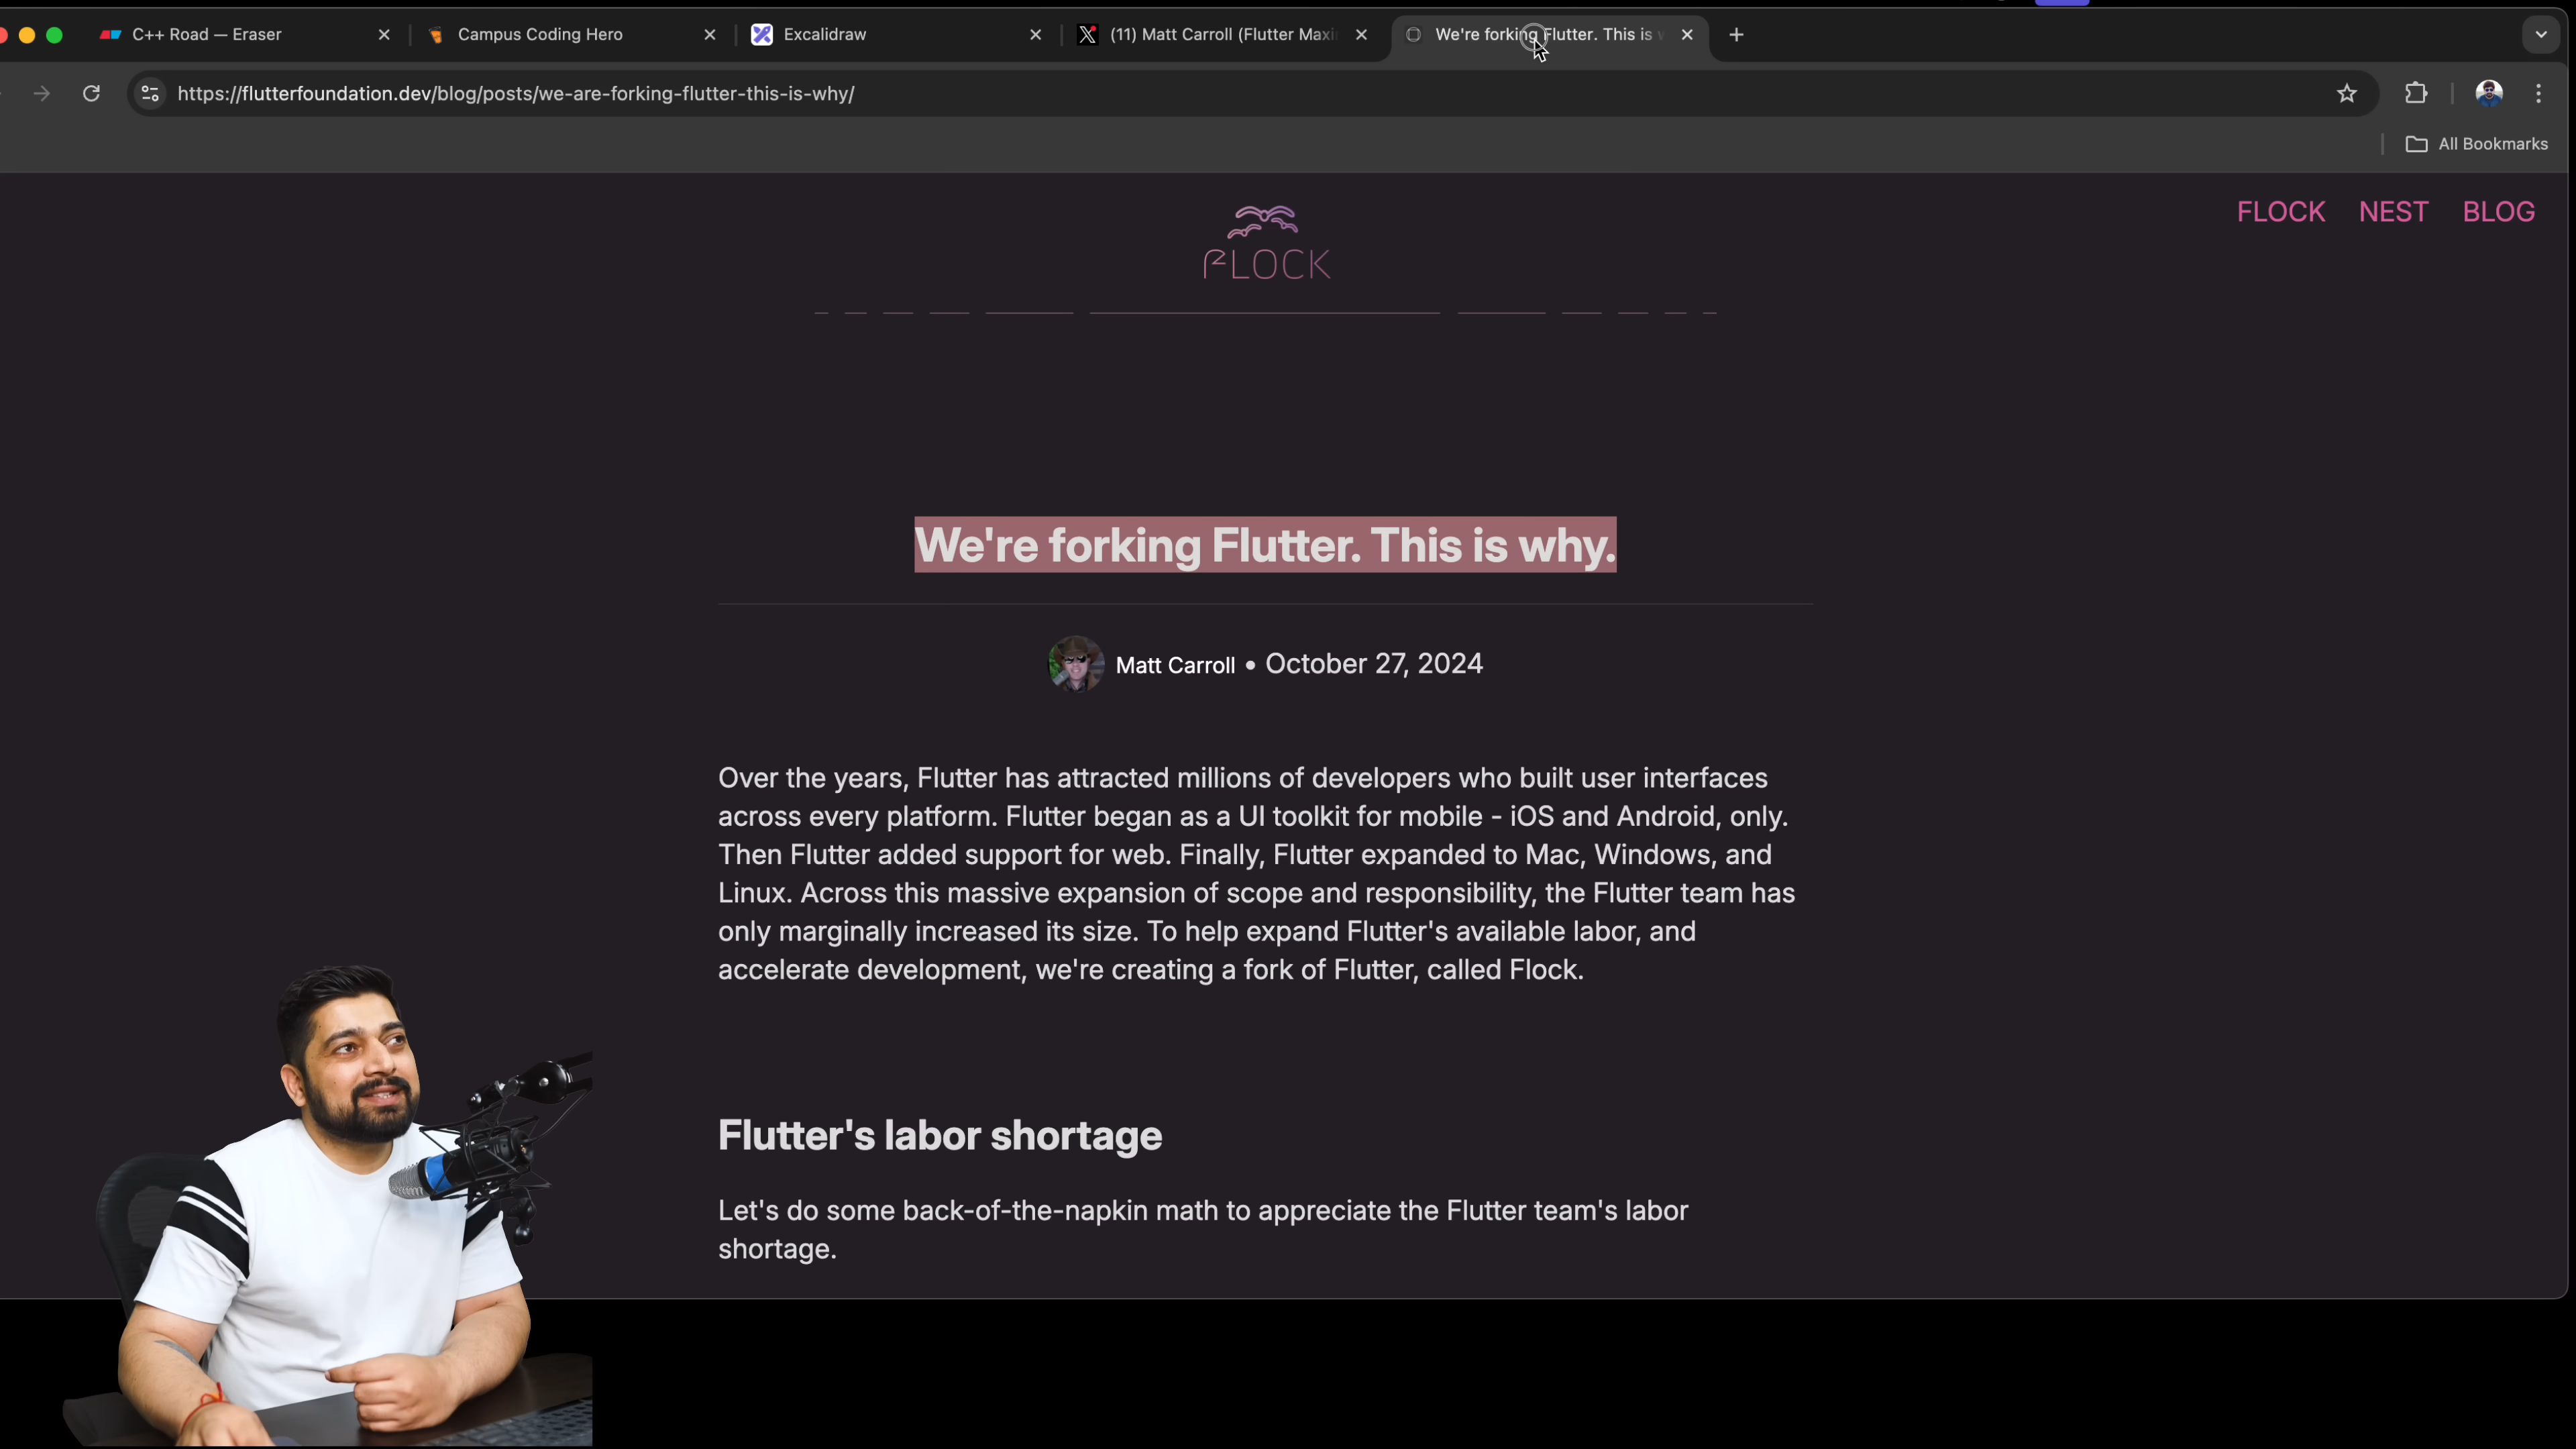 C++ Road — Eraser
Campus Coding Hero
Excalidraw
(11) Matt Carroll (Flutter Maxi
We're forking Flutter. This is
https://flutterfoundation.dev/blog/posts/we-are-forking-flutter-this-is-why/
All Bookmarks
FLOCK
FLOCK NEST BLOG
We're forking Flutter. This is why.
Matt Carroll • October 27, 2024
Over the years, Flutter has attracted millions of developers who built user interfaces
across every platform. Flutter began as a UI toolkit for mobile - iOS and Android, only.
Then Flutter added support for web. Finally, Flutter expanded to Mac, Windows, and
Linux. Across this massive expansion of scope and responsibility, the Flutter team has
only marginally increased its size. To help expand Flutter's available labor, and
accelerate development, we're creating a fork of Flutter, called Flock.
Flutter's labor shortage
Let's do some back-of-the-napkin math to appreciate the Flutter team's labor
shortage.